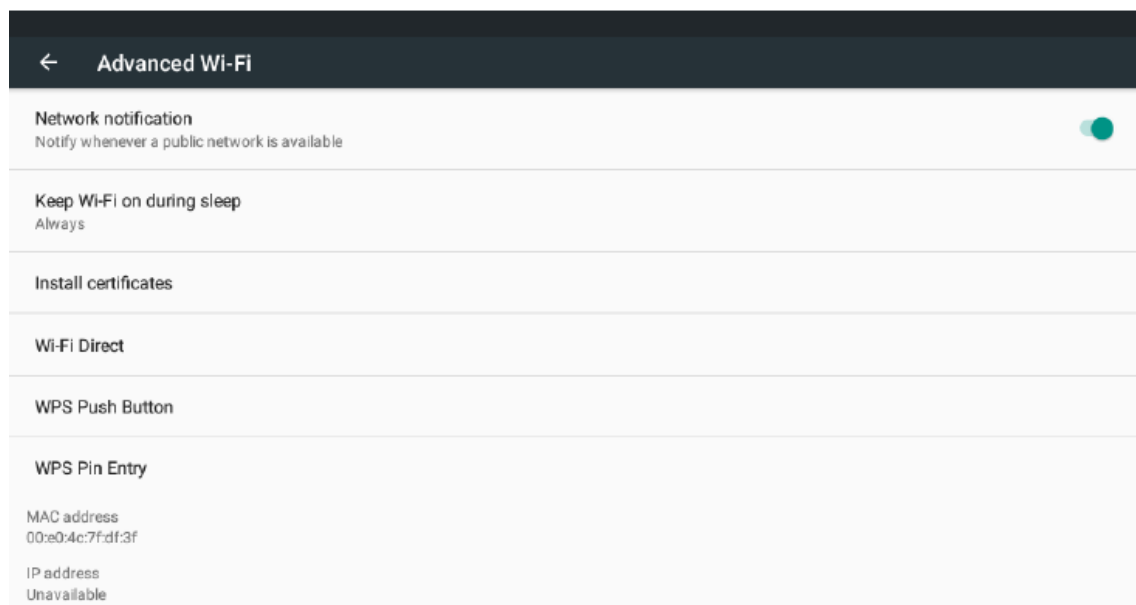 Advanced Wi-Fi
Network notification
Notify whenever a public network is available
Keep Wi-Fi on during sleep
Always
Install certificates
Wi-Fi Direct
WPS Push Button
WPS Pin Entry
MAC address
00:e0:4c:7f:df:3f
IP address
Unavailable